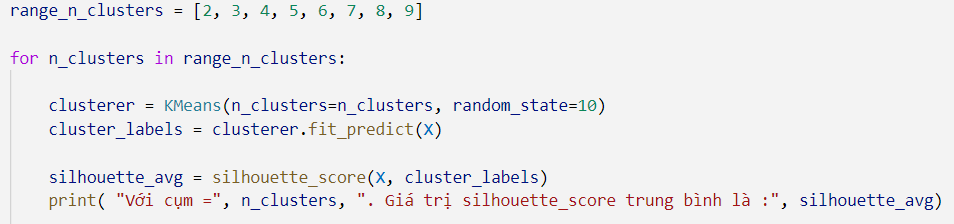 range_n_clusters = [2, 3, 4, 5, 6, 7, 8, 9]
for n_clusters in range_n_clusters:
clusterer = KMeans(n_clusters=n_clusters, random_state=10)
cluster_labels = clusterer.fit_predict(X)
silhouette_avg = silhouette_score(X, cluster_labels)
print( "Với cụm =", n_clusters, ". Giá trị silhouette_score trung bình là :", silhouette_avg)